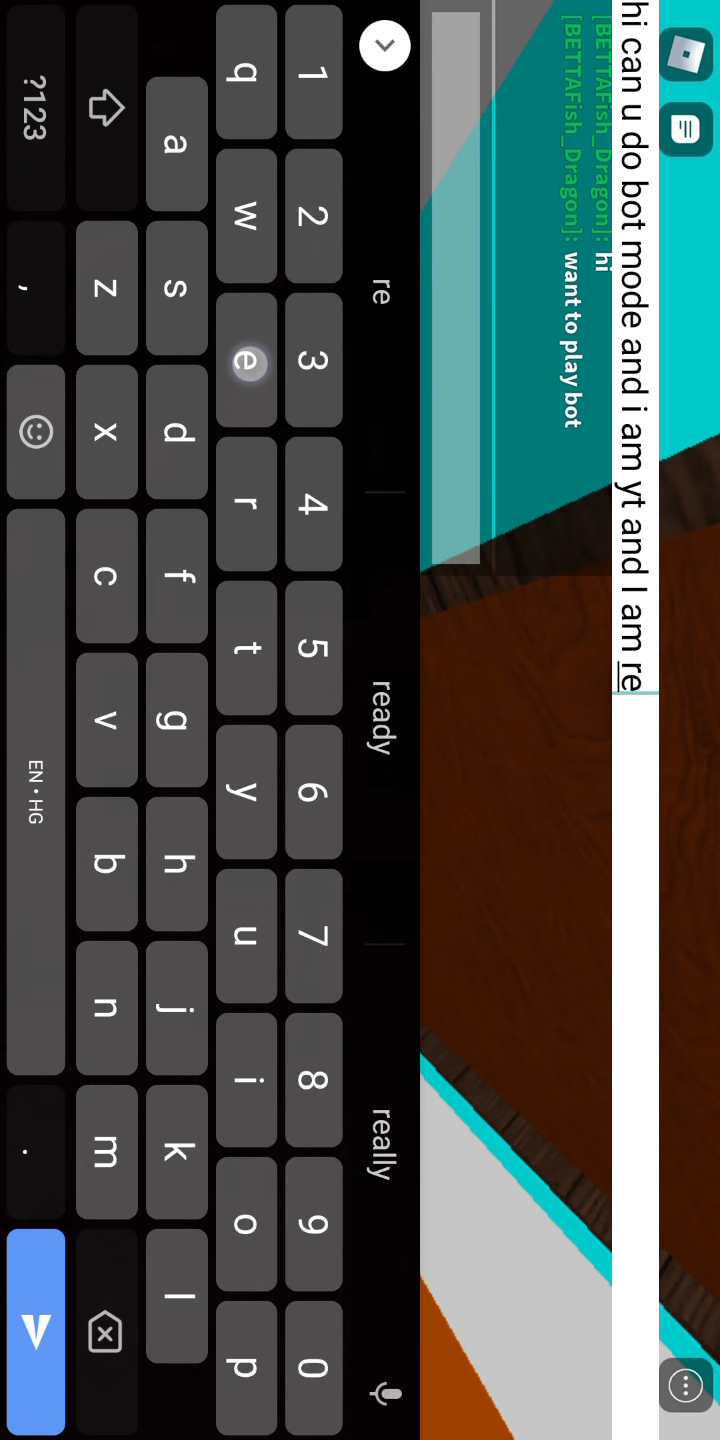 hi can u do bot mode and i am yt and I am re
[BETTAFish_Dragon]: hi
[BETTAFish_Dragon]: want to play bot
re ready really
1 2 3 4 5 6 7 8 9 0
q w e r t y u i o p
a s d f g h j k l
z x c v b n m
?123 , EN • HG .